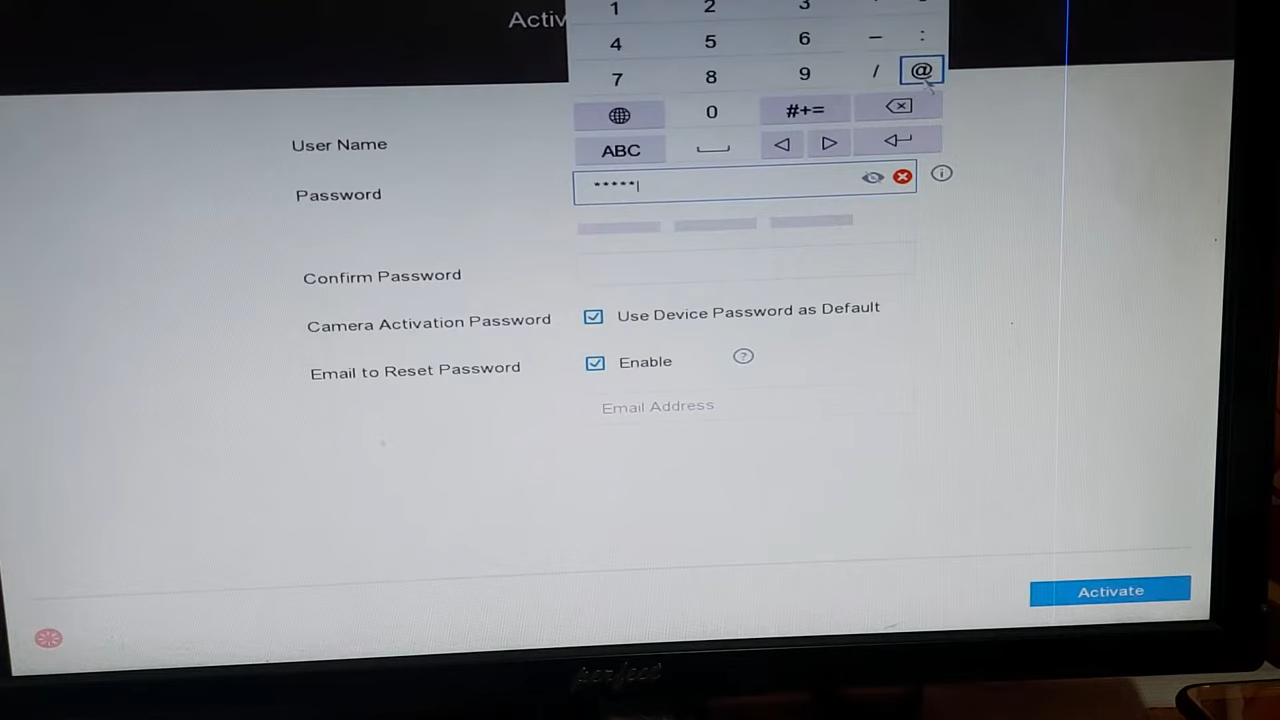 Activ
1 2 3
4 5 6 – :
7 8 9 / @
0 #+=
ABC
User Name
Password *****
Confirm Password
Camera Activation Password Use Device Password as Default
Email to Reset Password Enable ?
Email Address
Activate
perfeo